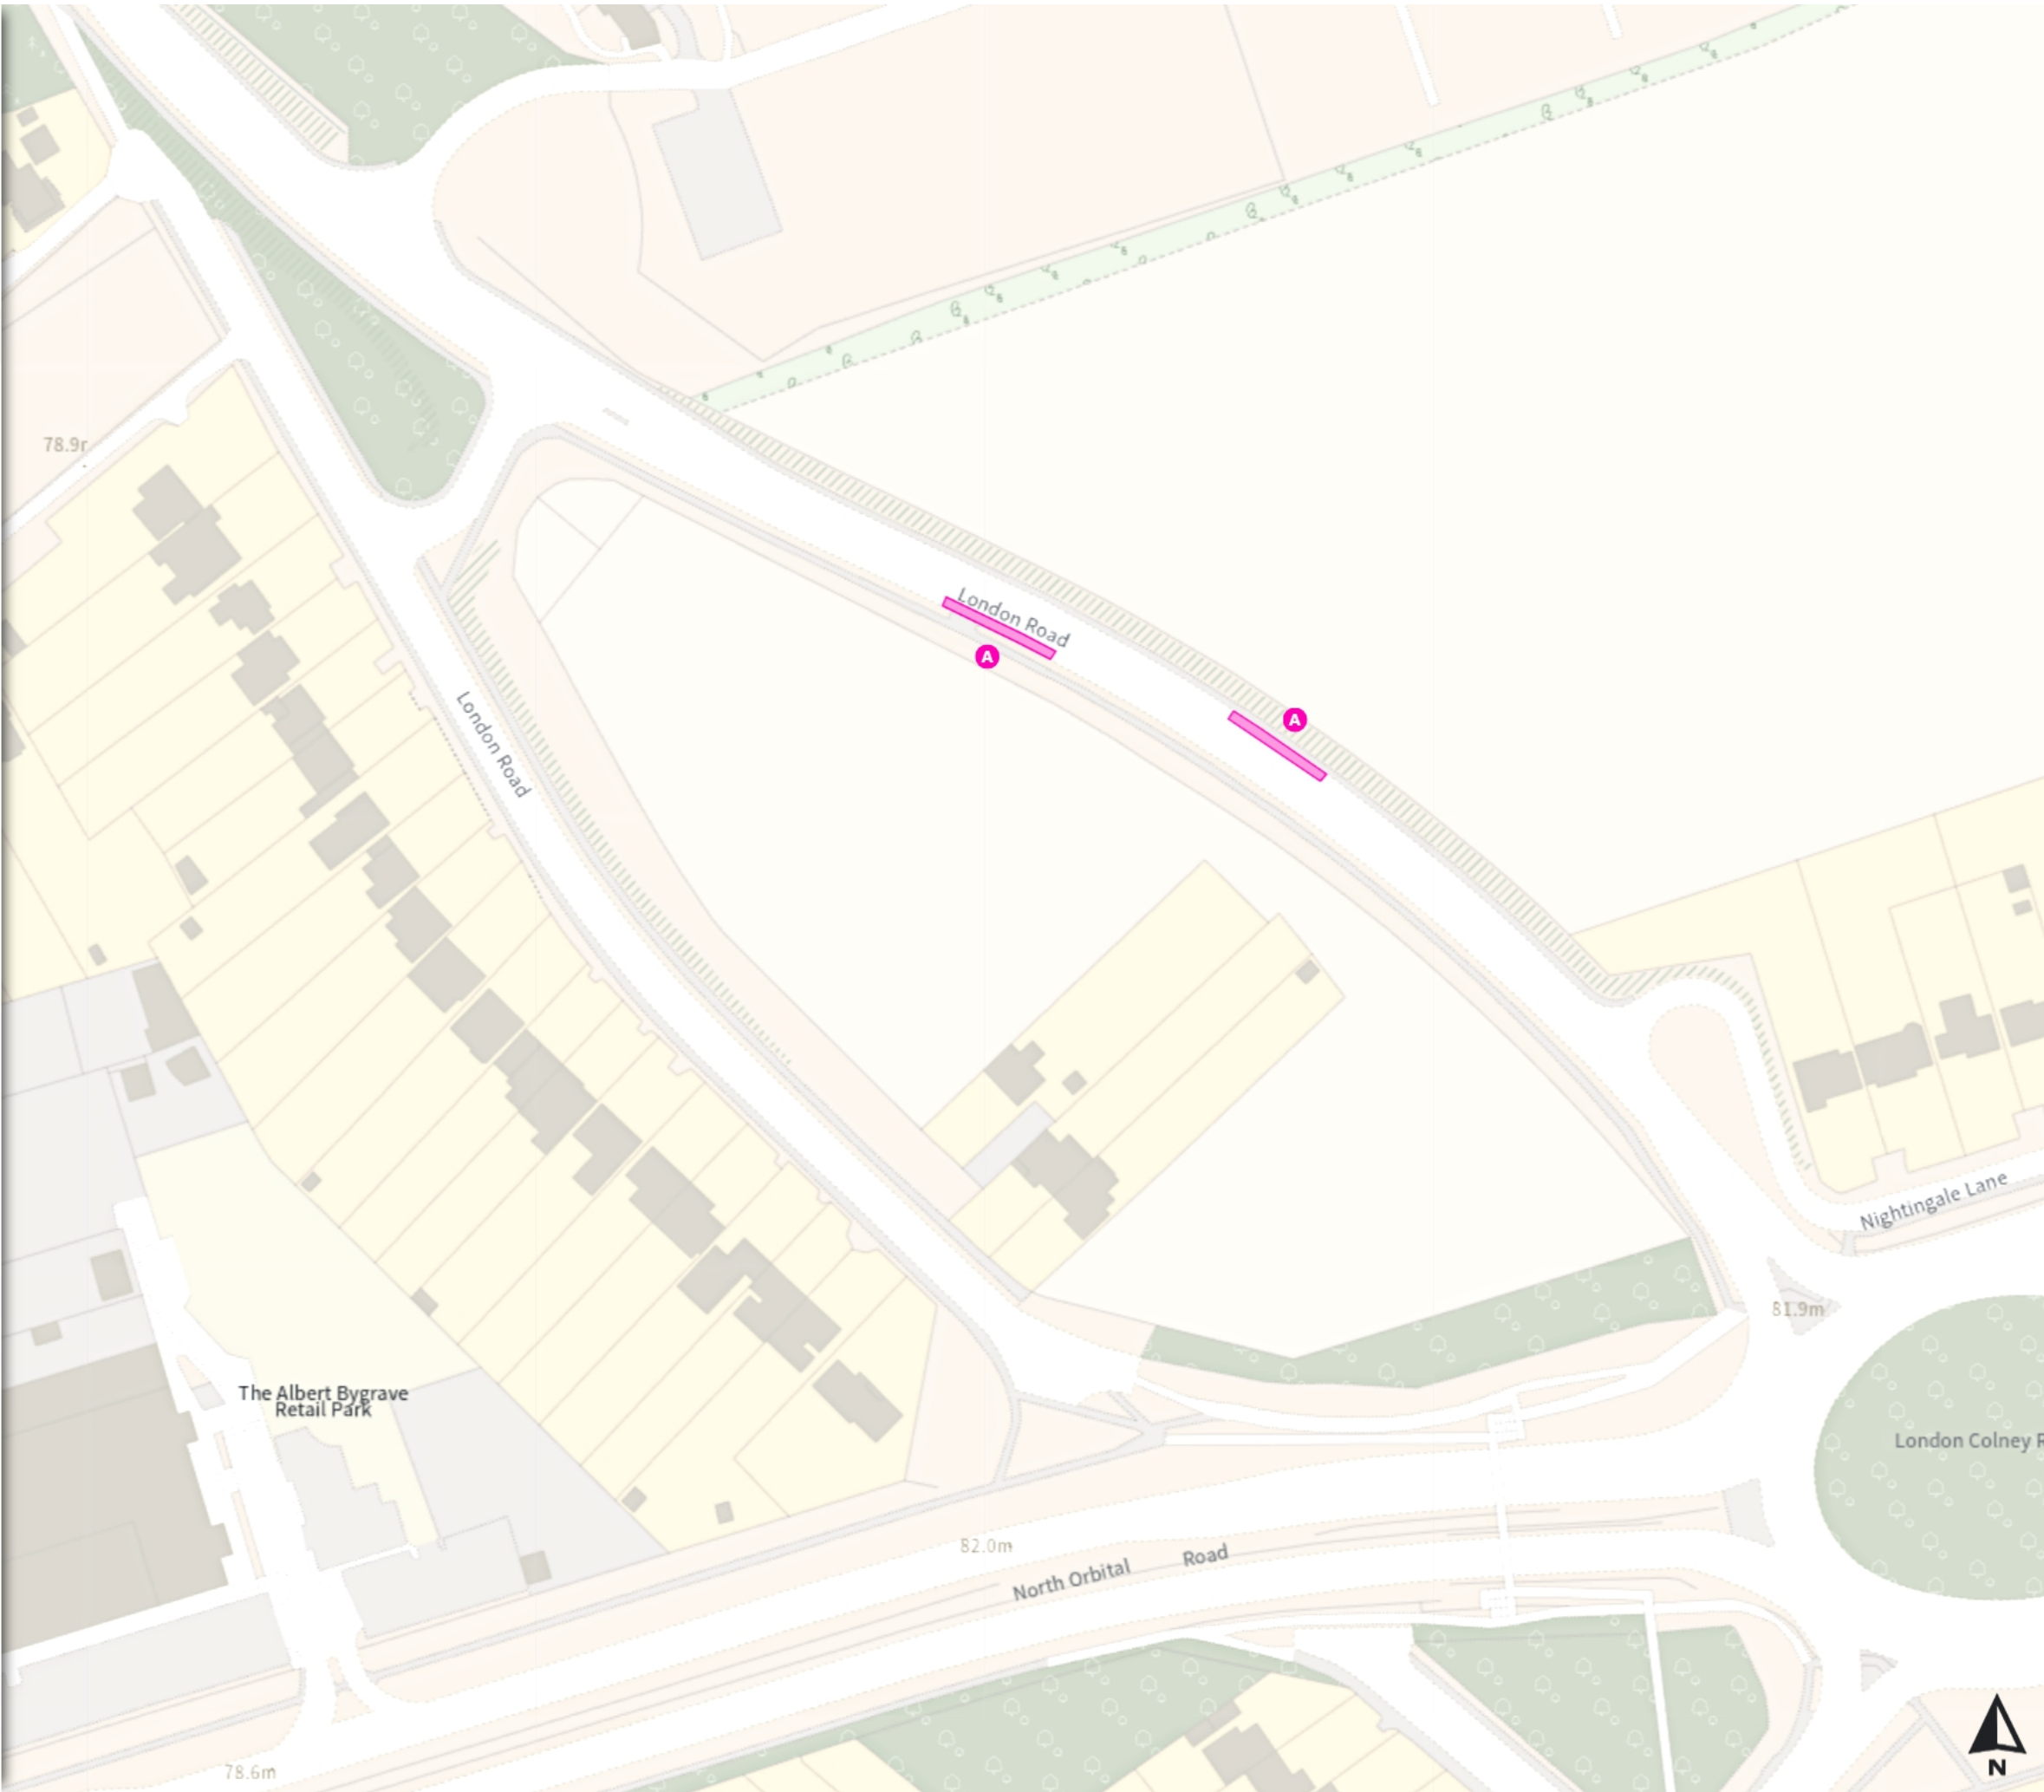 78.9r
London Road
A
A
London Road
Nightingale Lane
81.9m
The Albert Bygrave
Retail Park
London Colney R
82.0m
North Orbital Road
78.6m
N